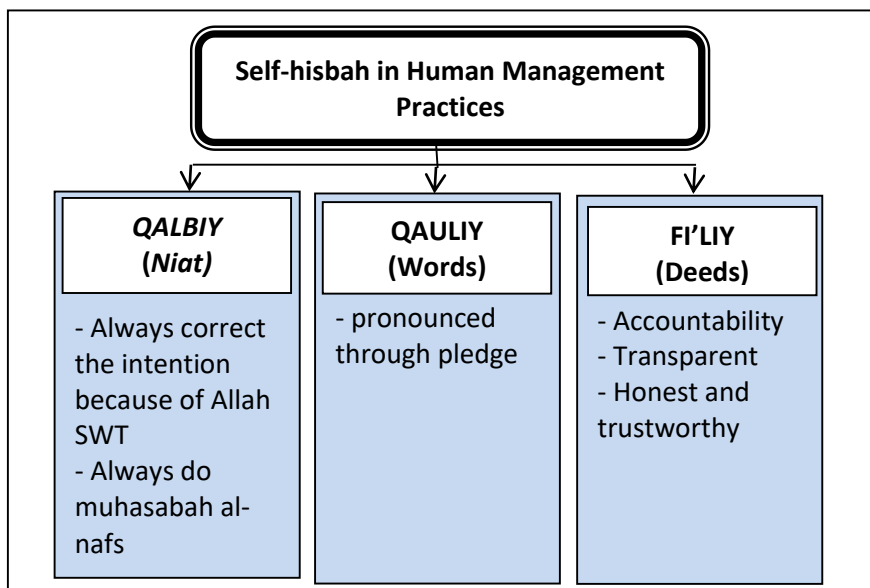 Self-hisbah in Human Management
Practices
QALBIY
(Niat)
- Always correct
the intention
because of Allah
SWT
- Always do
muhasabah al-
nafs
QAULIY
(Words)
- pronounced
through pledge
FI’LIY
(Deeds)
- Accountability
- Transparent
- Honest and
trustworthy